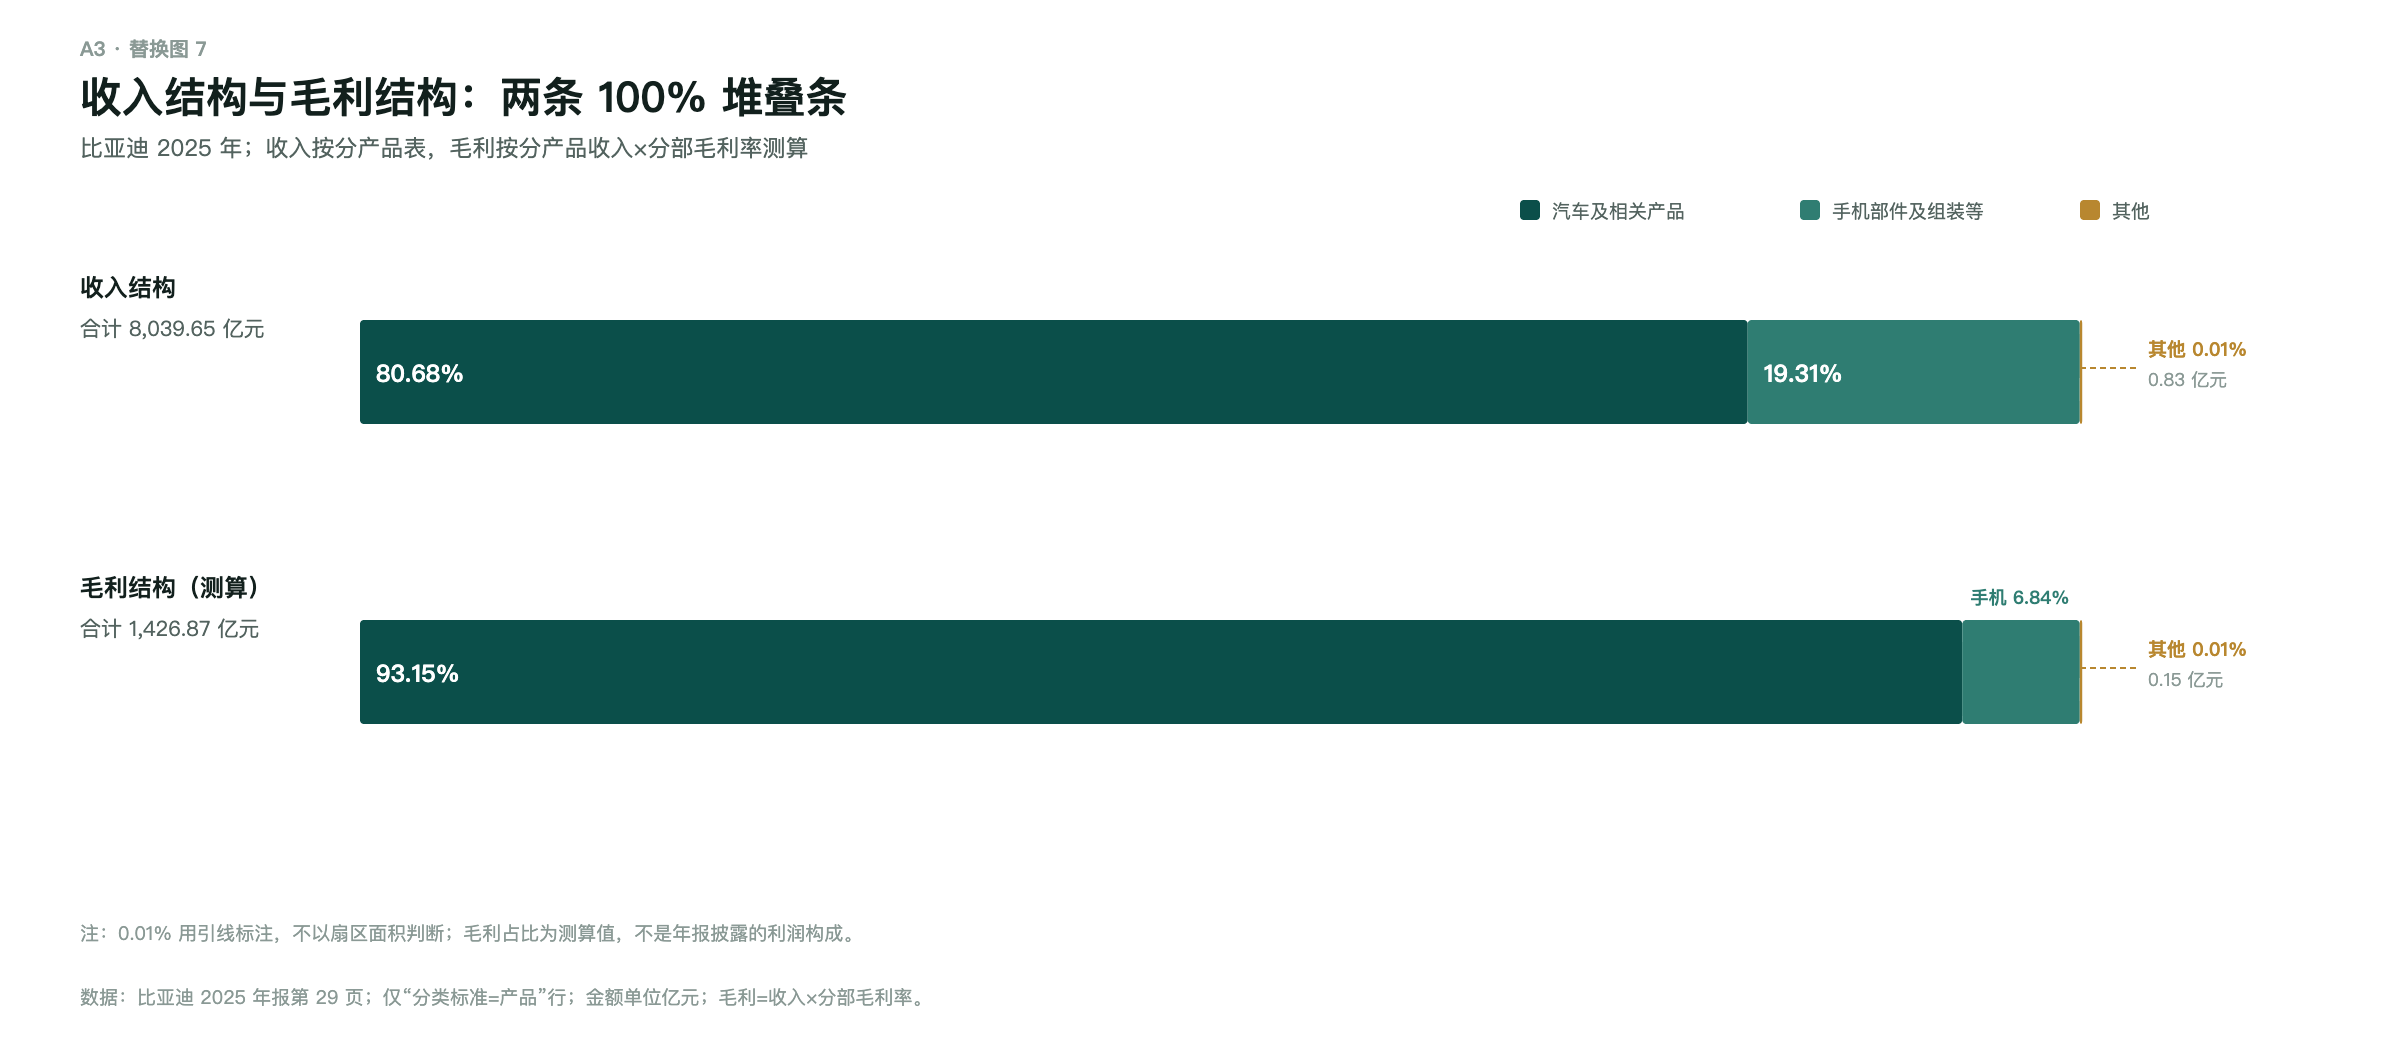 A3 · 替换图 7
收入结构与毛利结构：两条 100% 堆叠条
比亚迪 2025 年；收入按分产品表，毛利按分产品收入×分部毛利率测算
汽车及相关产品
手机部件及组装等
其他
收入结构
合计 8,039.65 亿元
80.68%
19.31%
其他 0.01%
0.83 亿元
毛利结构（测算）
合计 1,426.87 亿元
93.15%
手机 6.84%
其他 0.01%
0.15 亿元
注：0.01% 用引线标注，不以扇区面积判断；毛利占比为测算值，不是年报披露的利润构成。
数据：比亚迪 2025 年报第 29 页；仅“分类标准=产品”行；金额单位亿元；毛利=收入×分部毛利率。